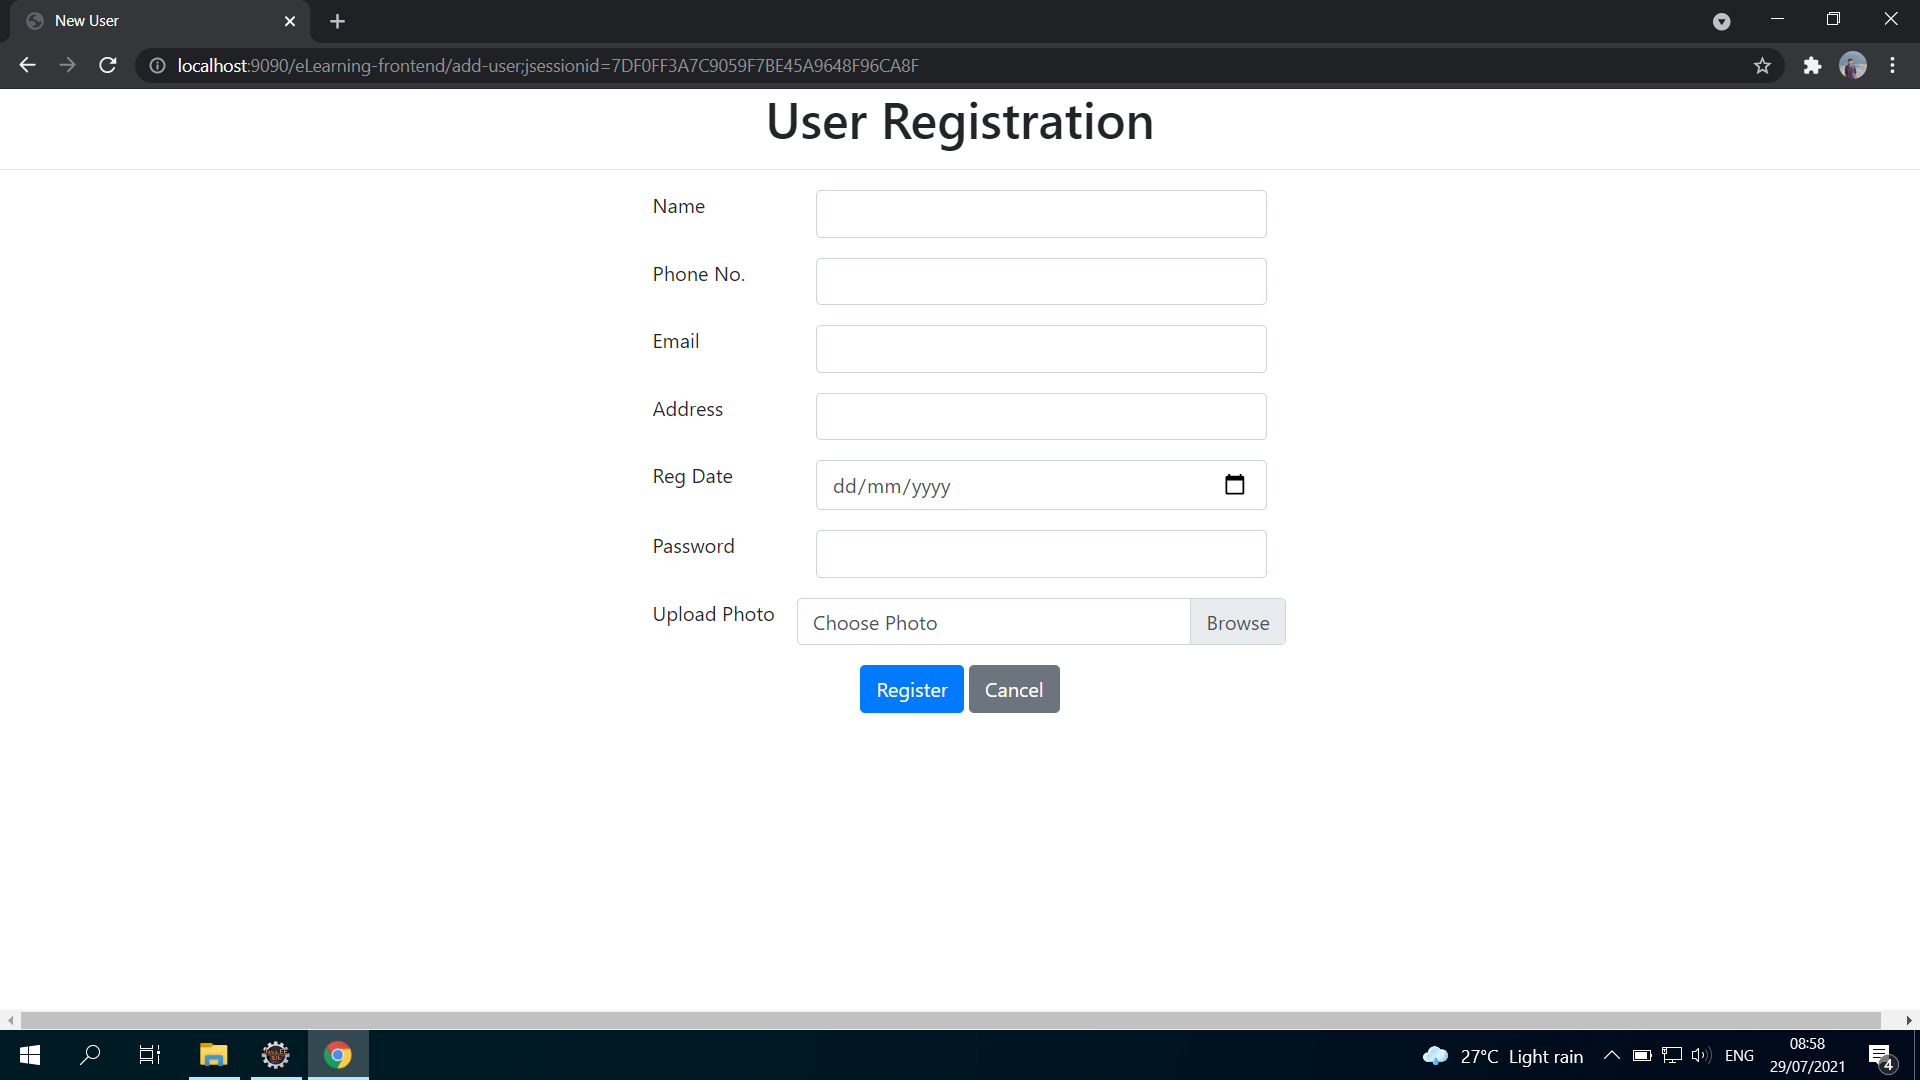 New User
localhost:9090/eLearning-frontend/add-user;jsessionid=7DF0FF3A7C9059F7BE45A9648F96CA8F
User Registration
Name
Phone No.
Email
Address
Reg Date
dd/mm/yyyy
Password
Upload Photo
Choose Photo
Browse
Register
Cancel
27°C Light rain
ENG
08:58
29/07/2021
4